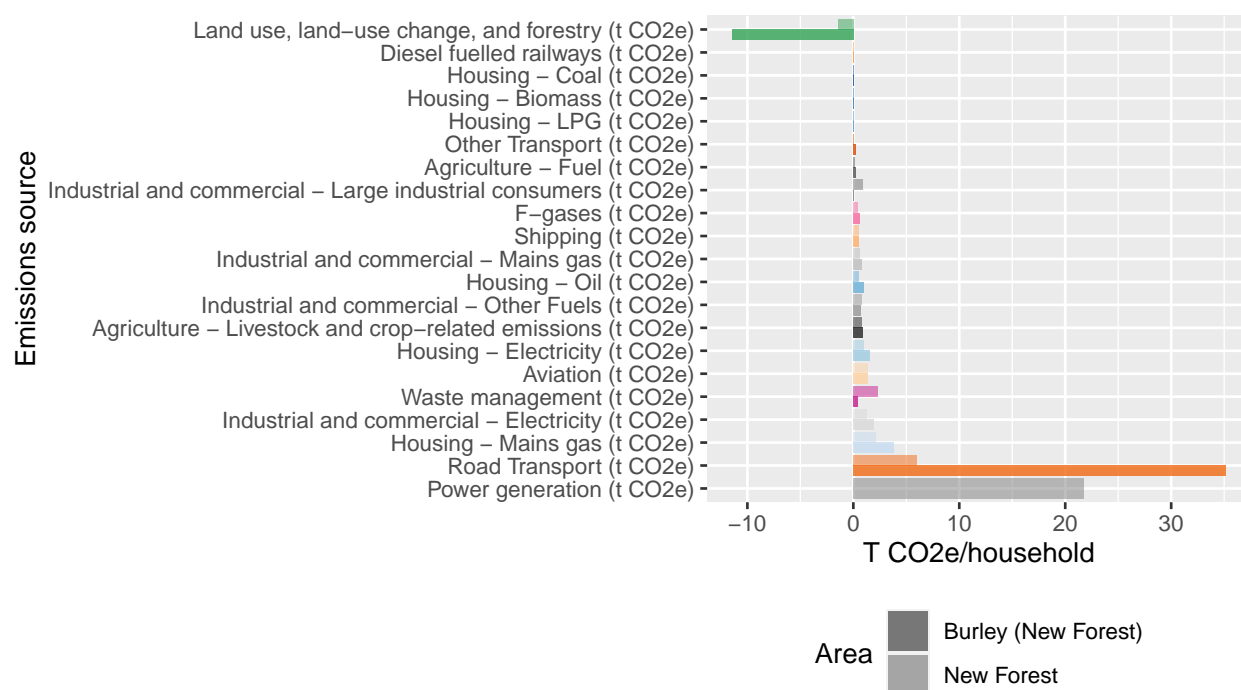 Land use, land−use change, and forestry (t CO2e)
Diesel fuelled railways (t CO2e)
Housing − Coal (t CO2e)
Housing − Biomass (t CO2e)
Housing − LPG (t CO2e)
Other Transport (t CO2e)
Agriculture − Fuel (t CO2e)
Industrial and commercial − Large industrial consumers (t CO2e)
F−gases (t CO2e)
Shipping (t CO2e)
Industrial and commercial − Mains gas (t CO2e)
Housing − Oil (t CO2e)
Industrial and commercial − Other Fuels (t CO2e)
Agriculture − Livestock and crop−related emissions (t CO2e)
Housing − Electricity (t CO2e)
Aviation (t CO2e)
Waste management (t CO2e)
Industrial and commercial − Electricity (t CO2e)
Housing − Mains gas (t CO2e)
Road Transport (t CO2e)
Power generation (t CO2e)
Emissions source
−10 0 10 20 30
T CO2e/household
Area
Burley (New Forest)
New Forest